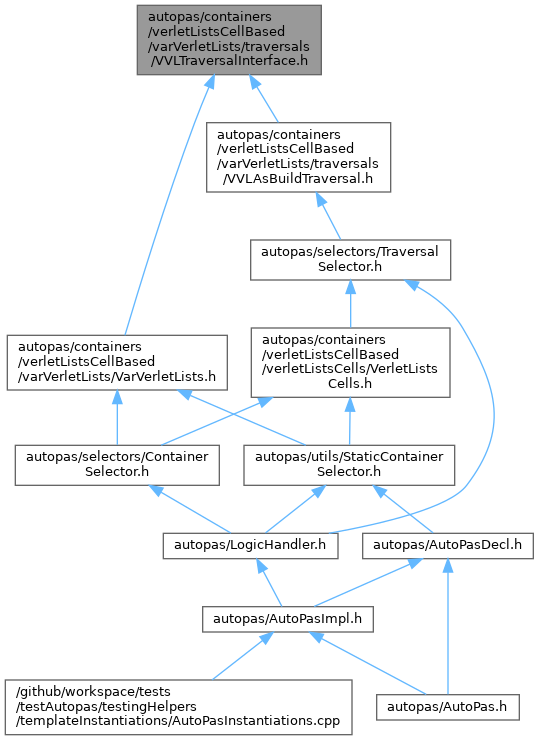 autopas/containers
/verletListsCellBased
/varVerletLists/traversals
/VVLTraversalInterface.h
autopas/containers
/verletListsCellBased
/varVerletLists/traversals
/VVLAsBuildTraversal.h
autopas/selectors/Traversal
Selector.h
autopas/containers
/verletListsCellBased
/varVerletLists/VarVerletLists.h
autopas/containers
/verletListsCellBased
/verletListsCells/VerletLists
Cells.h
autopas/selectors/Container
Selector.h
autopas/utils/StaticContainer
Selector.h
autopas/LogicHandler.h
autopas/AutoPasDecl.h
autopas/AutoPasImpl.h
/github/workspace/tests
/testAutopas/testingHelpers
/templateInstantiations/AutoPasInstantiations.cpp
autopas/AutoPas.h